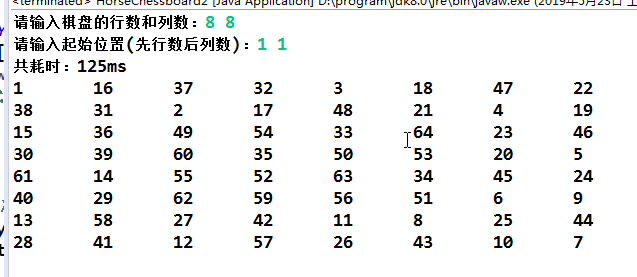 <terminated> HorseChessboard2 [Java Application] D:\program\jdk8.0\jre\bin\javaw.exe (2019年5月23日
请输入棋盘的行数和列数：8 8
请输入起始位置(先行数后列数)：1 1
共耗时：125ms
1 16 37 32 3 18 47 22
38 31 2 17 48 21 4 19
15 36 49 54 33 64 23 46
30 39 60 35 50 53 20 5
61 14 55 52 63 34 45 24
40 29 62 59 56 51 6 9
13 58 27 42 11 8 25 44
28 41 12 57 26 43 10 7